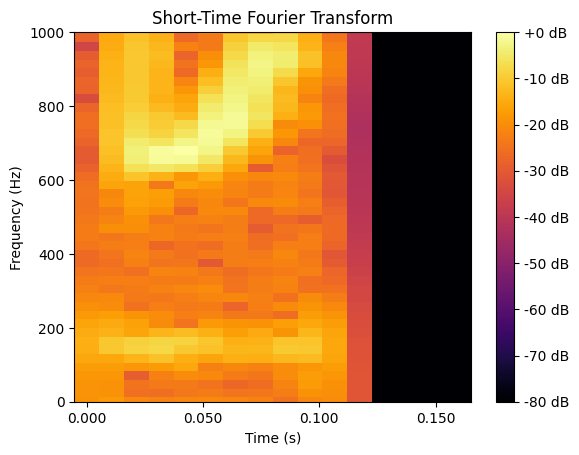 Short-Time Fourier Transform
1000
800
600
400
200
0
Frequency (Hz)
0.000
0.050
0.100
0.150
Time (s)
+0 dB
-10 dB
-20 dB
-30 dB
-40 dB
-50 dB
-60 dB
-70 dB
-80 dB